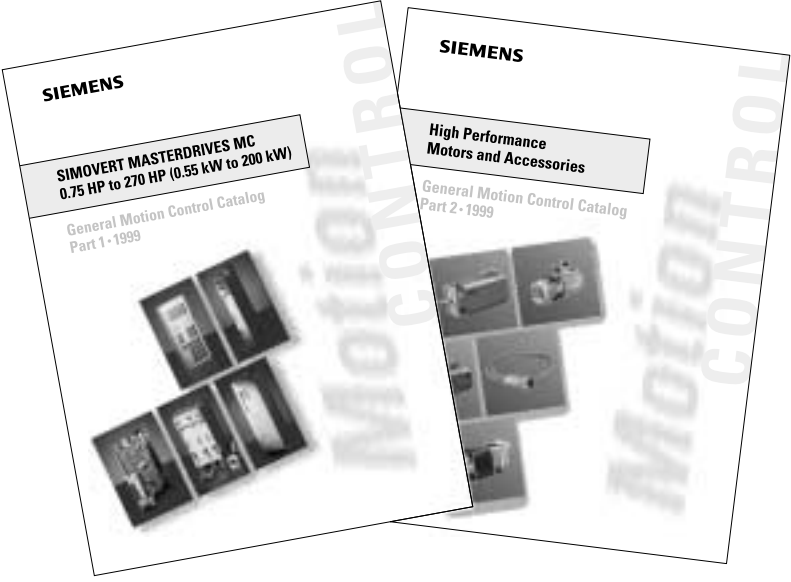 SIEMENS
SIMOVERT MASTERDRIVES MC
0.75 HP to 270 HP (0.55 kW to 200 kW)
General Motion Control Catalog
Part 1 • 1999
Motion
CONTROL
SIEMENS
High Performance
Motors and Accessories
General Motion Control Catalog
Part 2 • 1999
Motion
CONTROL